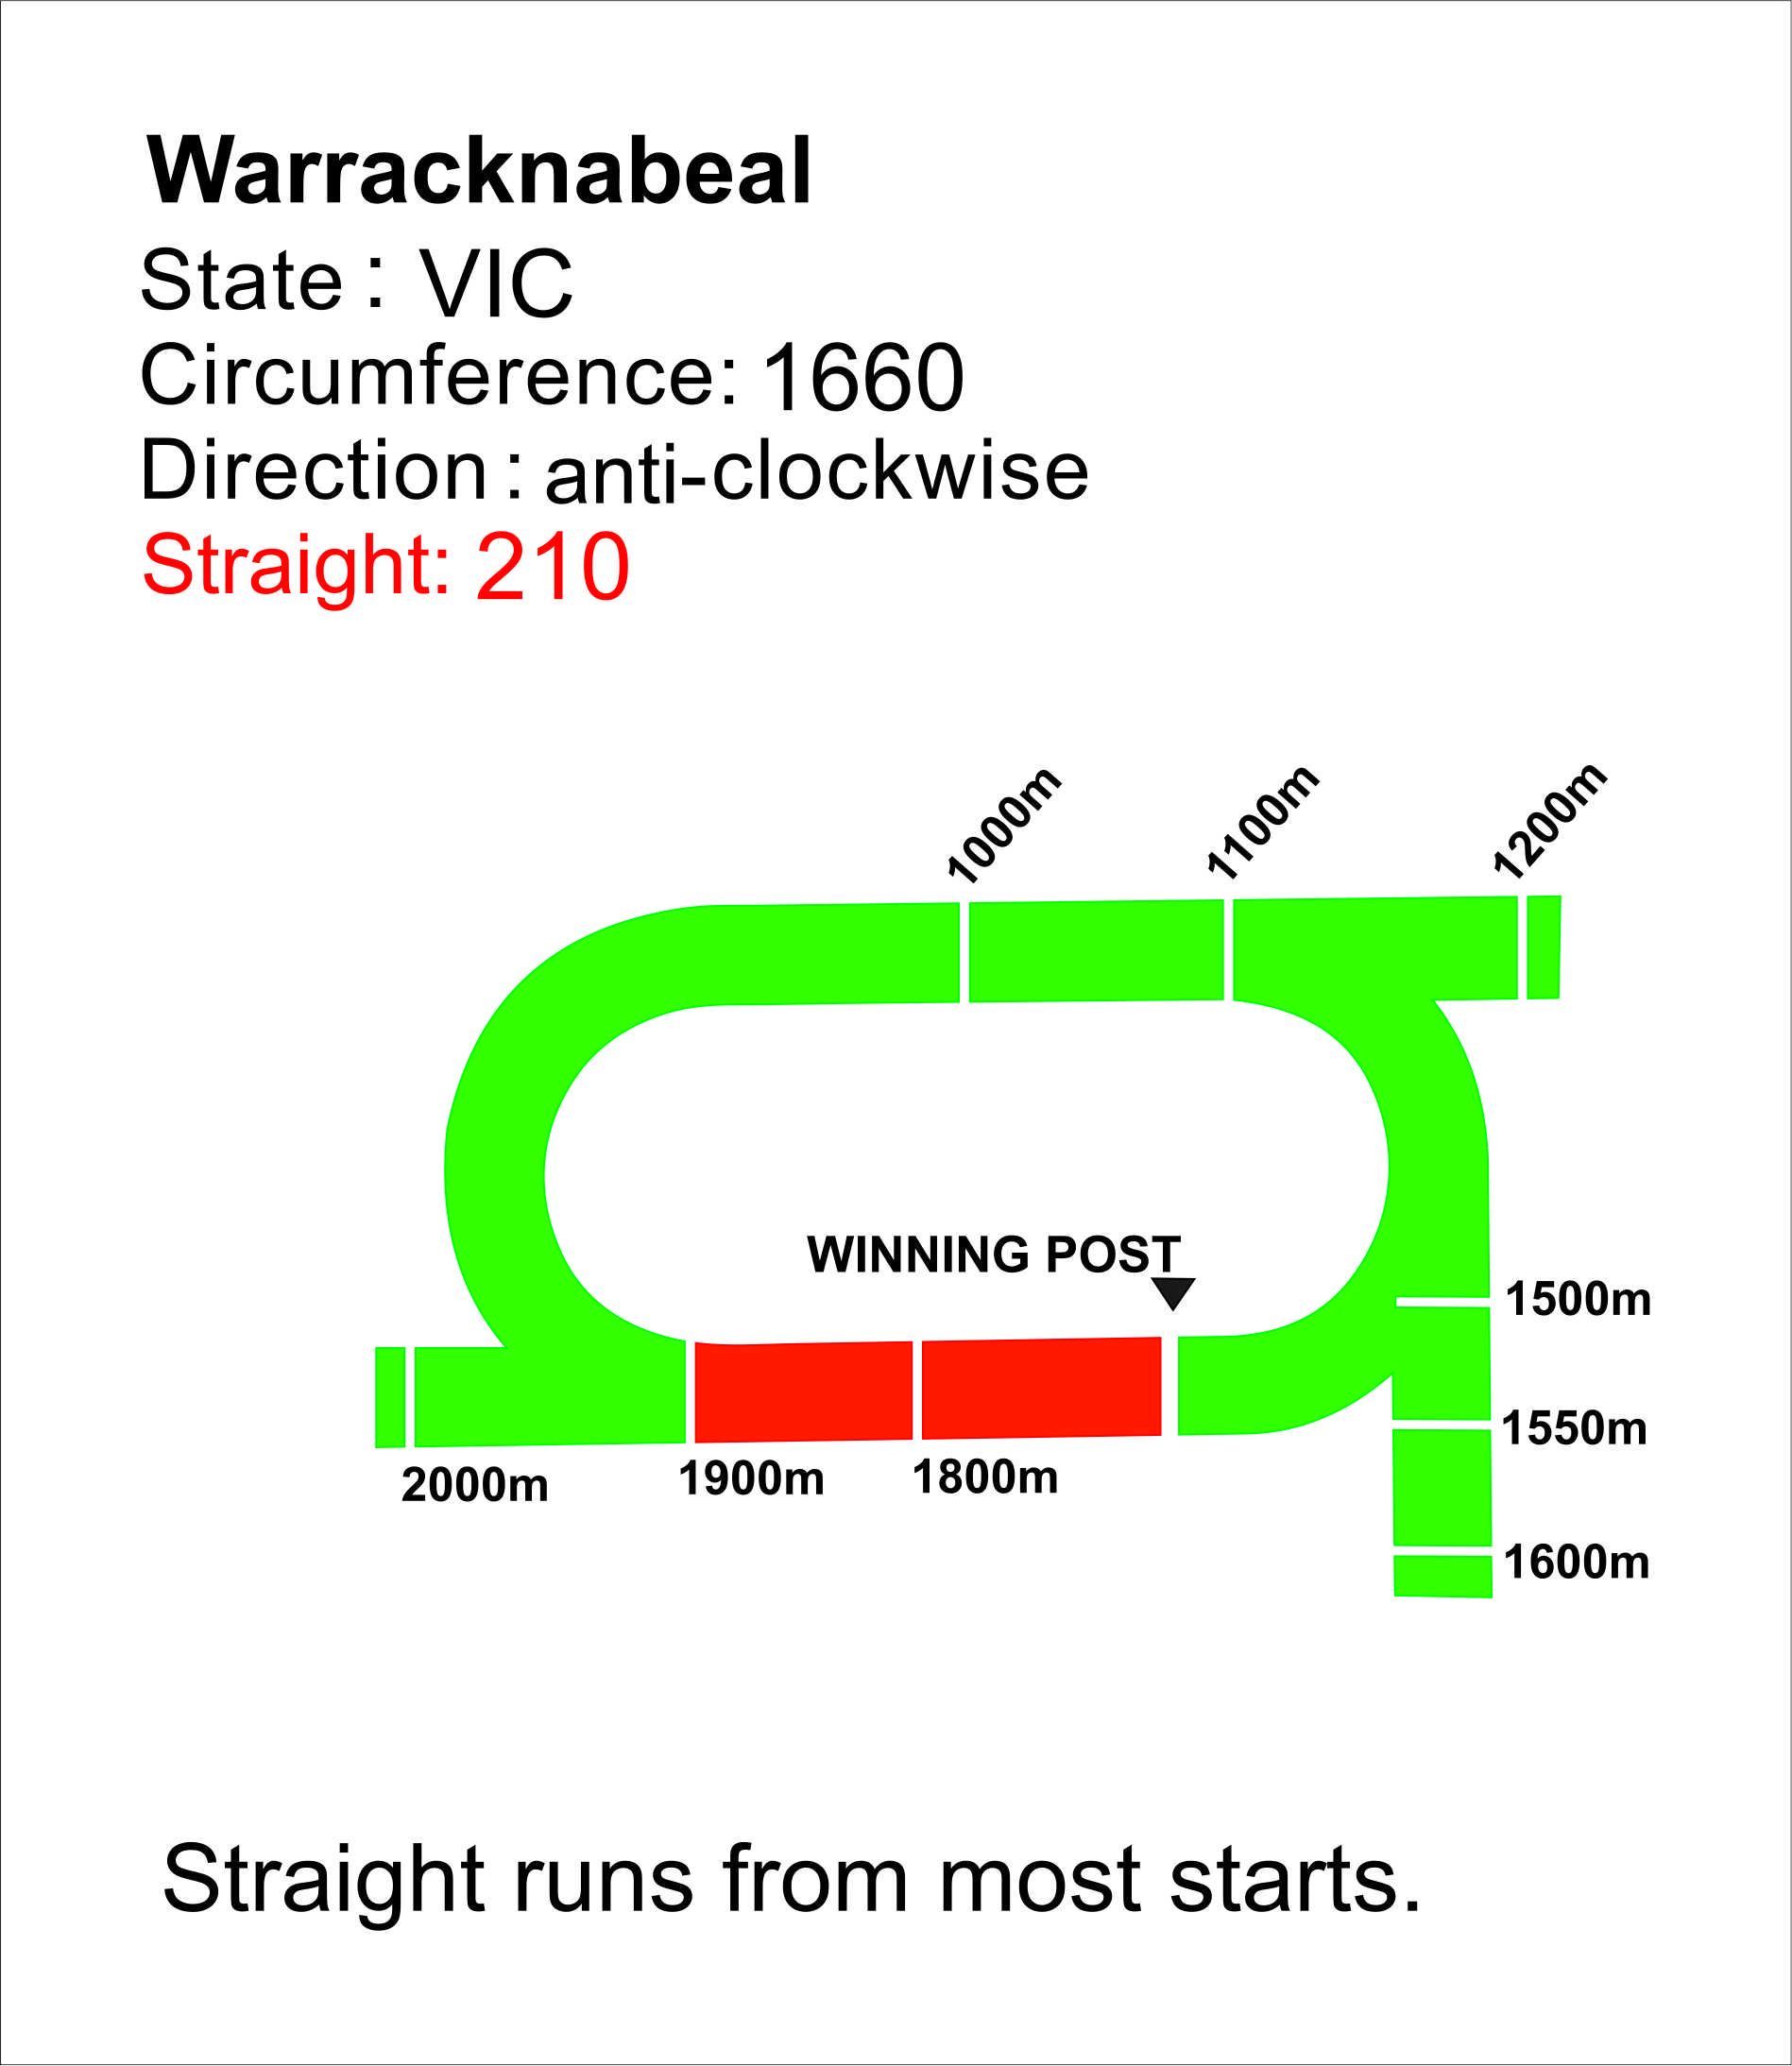 Warracknabeal
State : VIC
Circumference: 1660
Direction : anti-clockwise
Straight: 210
1000m
1100m
1200m
WINNING POST
1500m
1550m
1600m
2000m
1900m
1800m
Straight runs from most starts.